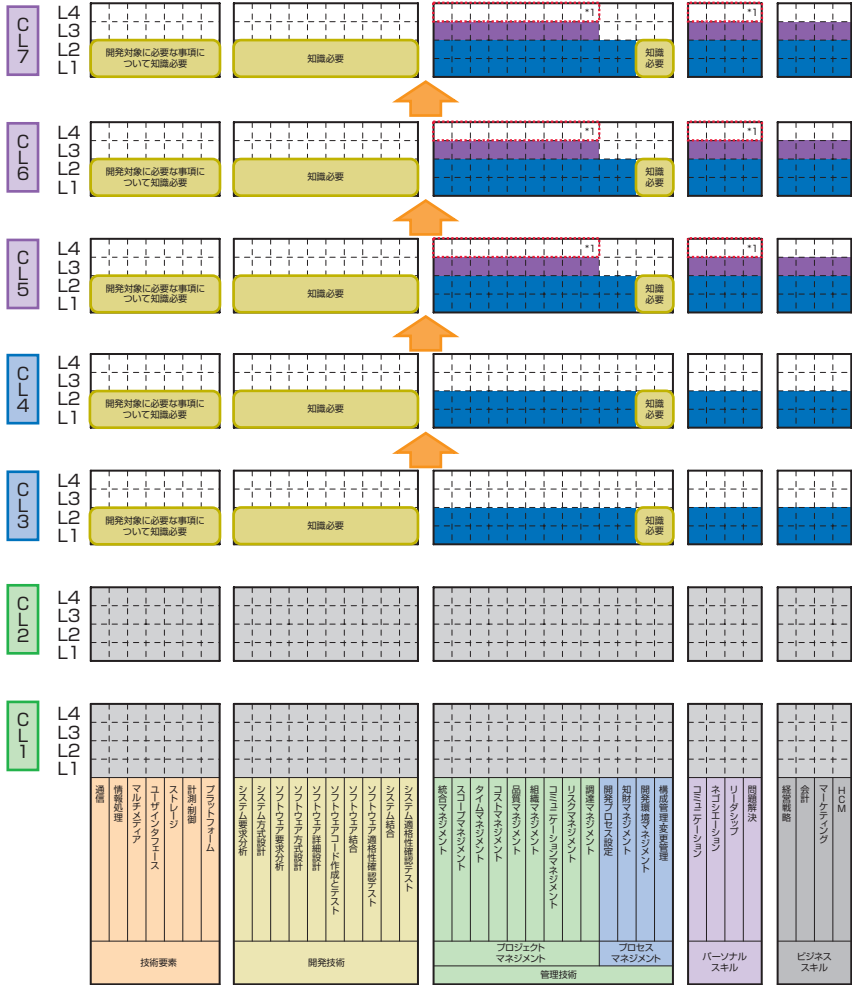 CL7
L4
L3
L2
L1
開発対象に必要な事項に
ついて知識必要
知識必要
*1
知識
必要
*1
CL6
L4
L3
L2
L1
開発対象に必要な事項に
ついて知識必要
知識必要
*1
知識
必要
*1
CL5
L4
L3
L2
L1
開発対象に必要な事項に
ついて知識必要
知識必要
*1
知識
必要
*1
CL4
L4
L3
L2
L1
開発対象に必要な事項に
ついて知識必要
知識必要
知識
必要
CL3
L4
L3
L2
L1
開発対象に必要な事項に
ついて知識必要
知識必要
知識
必要
CL2
L4
L3
L2
L1
CL1
L4
L3
L2
L1
通信
情報処理
マルチメディア
ユーザインタフェース
ストレージ
計測・制御
プラットフォーム
技術要素
システム要求分析
システム方式設計
ソフトウェア要求分析
ソフトウェア方式設計
ソフトウェア詳細設計
ソフトウェアコード作成とテスト
ソフトウェア結合
ソフトウェア適格性確認テスト
システム結合
システム適格性確認テスト
開発技術
統合マネジメント
スコープマネジメント
タイムマネジメント
コストマネジメント
品質マネジメント
組織マネジメント
コミュニケーションマネジメント
リスクマネジメント
調達マネジメント
プロジェクト
マネジメント
開発プロセス設定
知財マネジメント
開発環境マネジメント
構成管理・変更管理
プロセス
マネジメント
管理技術
コミュニケーション
ネゴシエーション
リーダシップ
問題解決
パーソナル
スキル
経営戦略
会計
マーケティング
HCM
ビジネス
スキル